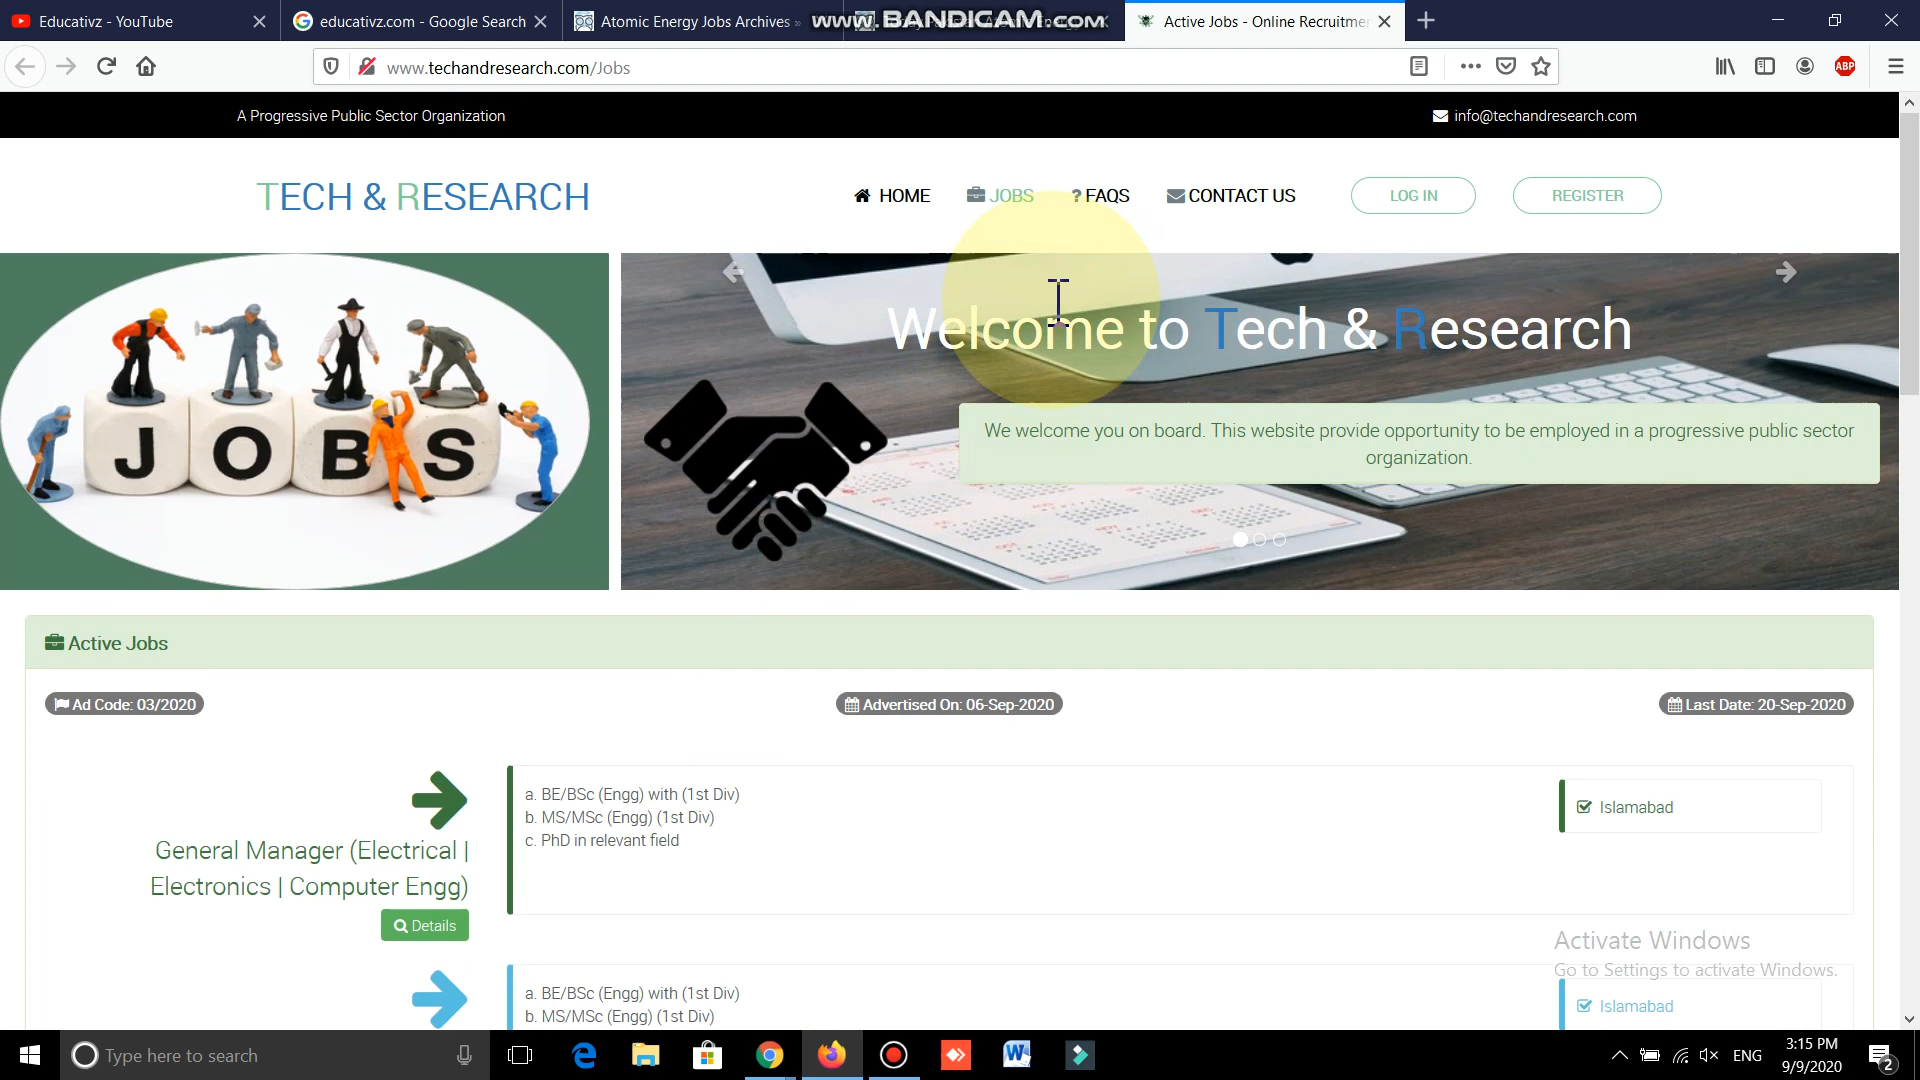 Educativz - YouTube
educativz.com - Google Search
Atomic Energy Jobs Archives »
www.BANDICAM.com
Active Jobs - Online Recruitme
www.techandresearch.com/Jobs
ABP
A Progressive Public Sector Organization
info@techandresearch.com
TECH & RESEARCH
HOME
JOBS
? FAQS
CONTACT US
LOG IN
REGISTER
JOBS
Welcome to Tech & Research
We welcome you on board. This website provide opportunity to be employed in a progressive public sector
organization.
Active Jobs
Ad Code: 03/2020
Advertised On: 06-Sep-2020
Last Date: 20-Sep-2020
General Manager (Electrical |
Electronics | Computer Engg)
Details
a. BE/BSc (Engg) with (1st Div)
b. MS/MSc (Engg) (1st Div)
c. PhD in relevant field
Islamabad
a. BE/BSc (Engg) with (1st Div)
b. MS/MSc (Engg) (1st Div)
Islamabad
Activate Windows
Go to Settings to activate Windows.
Type here to search
ENG
3:15 PM
9/9/2020
2